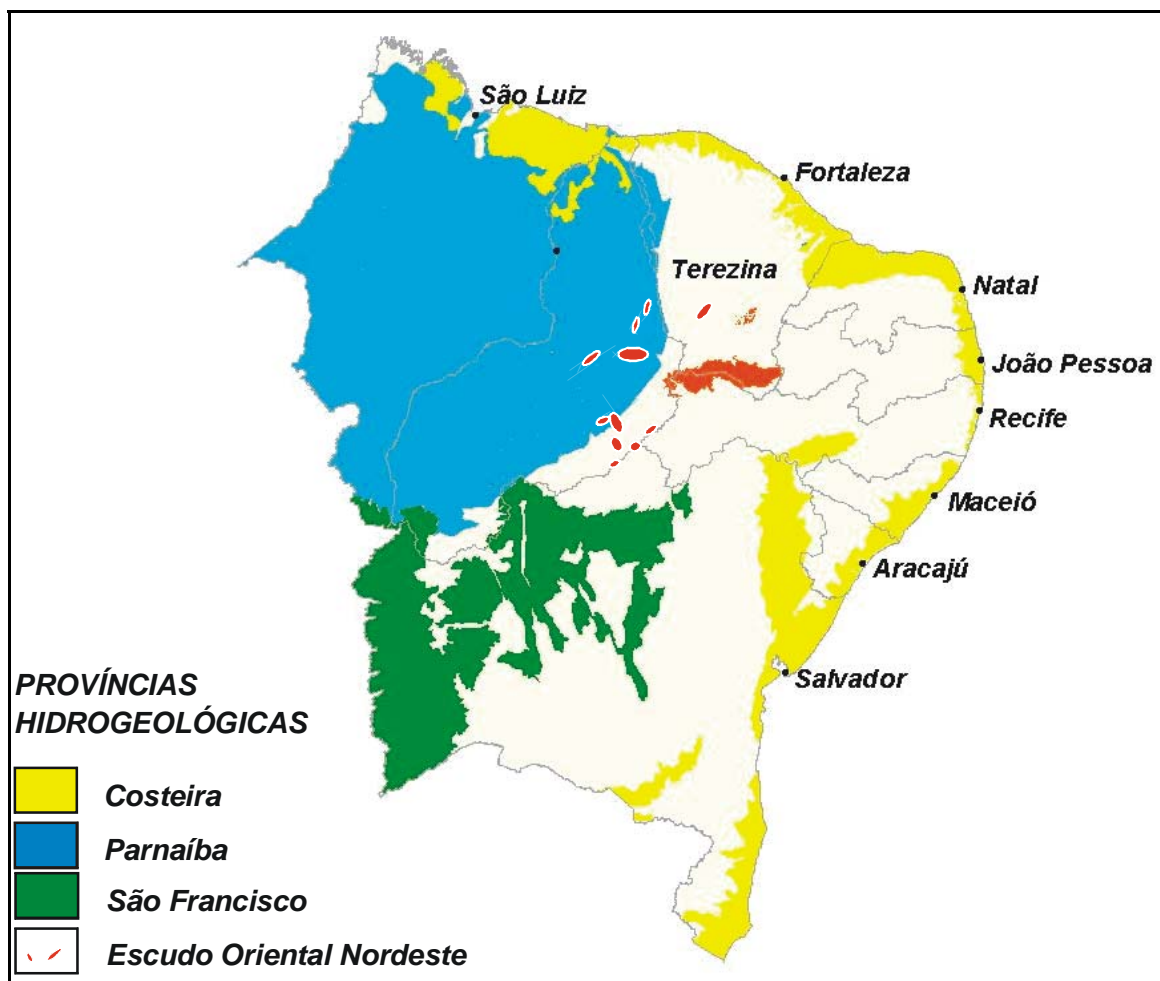 São Luiz
Fortaleza
Terezina
Natal
João Pessoa
Recife
Maceió
Aracajú
Salvador
PROVÍNCIAS
HIDROGEOLÓGICAS
Costeira
Parnaíba
São Francisco
Escudo Oriental Nordeste